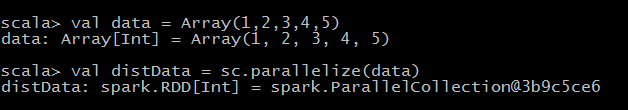 scala> val data = Array(1,2,3,4,5)
data: Array[Int] = Array(1, 2, 3, 4, 5)
scala> val distData = sc.parallelize(data)
distData: spark.RDD[Int] = spark.ParallelCollection@3b9c5ce6